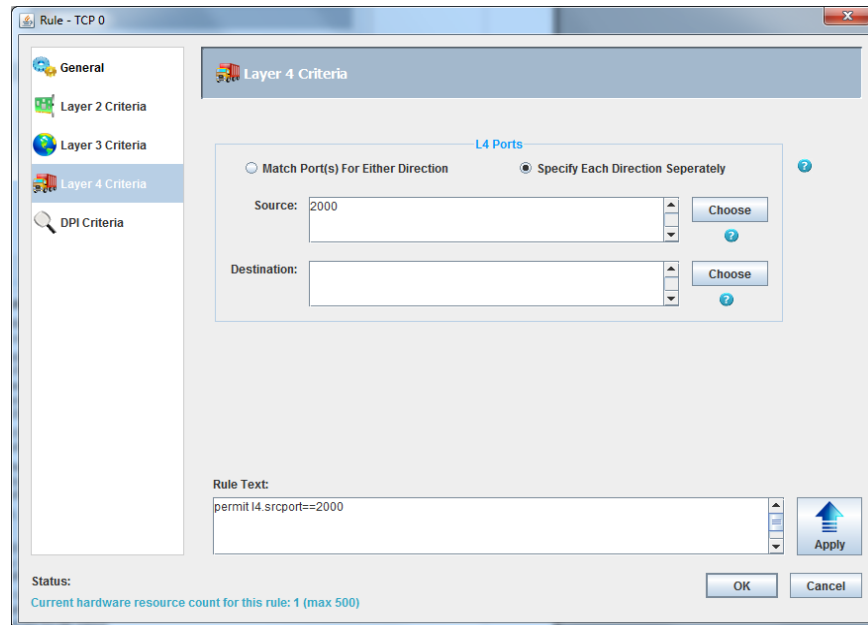 Rule - TCP 0
General
Layer 2 Criteria
Layer 3 Criteria
Layer 4 Criteria
DPI Criteria
Layer 4 Criteria
L4 Ports
Match Port(s) For Either Direction
Specify Each Direction Seperately
Source:
2000
Choose
Destination:
Choose
Rule Text:
permit l4.srcport==2000
Apply
Status:
Current hardware resource count for this rule: 1 (max 500)
OK
Cancel